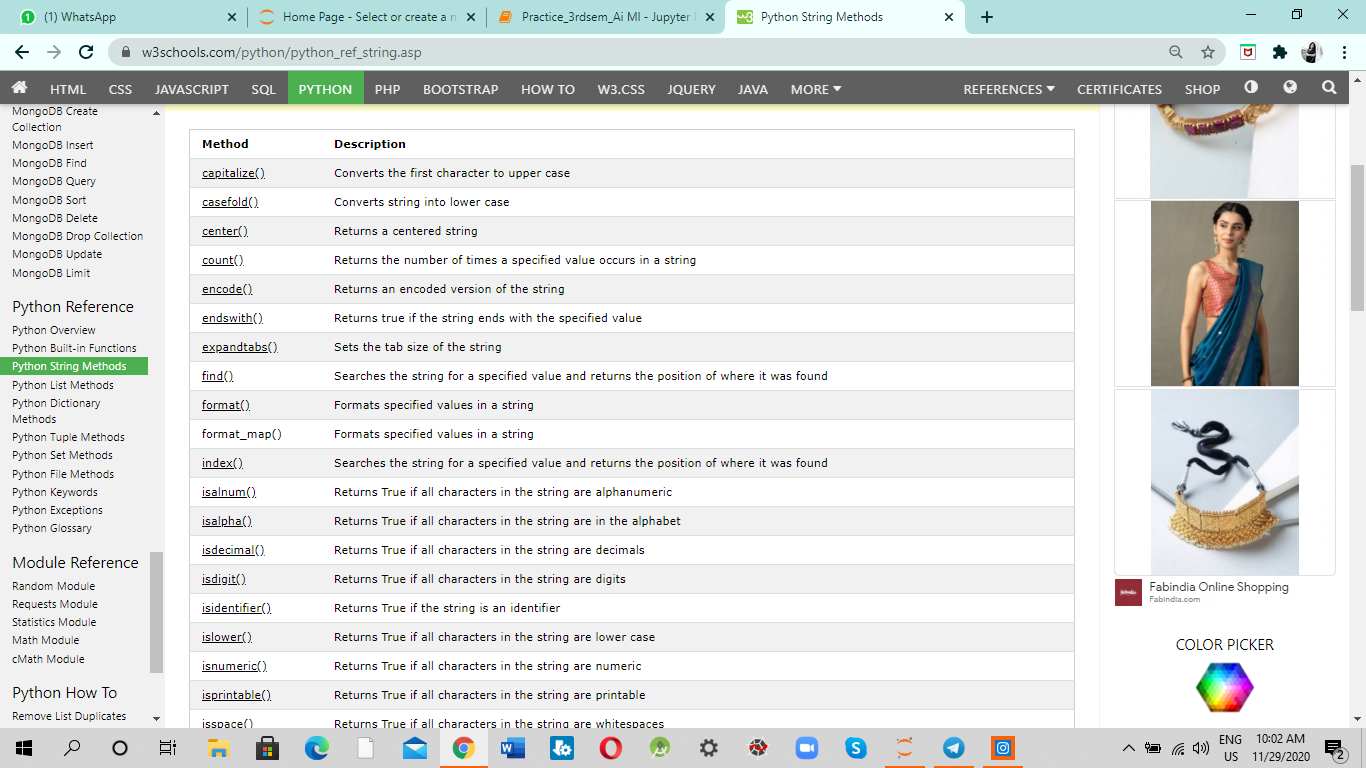 (1) WhatsApp
Home Page - Select or create a n
Practice_3rdsem_Ai Ml - Jupyter
Python String Methods
w3schools.com/python/python_ref_string.asp
HTML CSS JAVASCRIPT SQL PYTHON PHP BOOTSTRAP HOW TO W3.CSS JQUERY JAVA MORE REFERENCES CERTIFICATES SHOP
MongoDB Create
Collection
MongoDB Insert
MongoDB Find
MongoDB Query
MongoDB Sort
MongoDB Delete
MongoDB Drop Collection
MongoDB Update
MongoDB Limit
Python Reference
Python Overview
Python Built-in Functions
Python String Methods
Python List Methods
Python Dictionary
Methods
Python Tuple Methods
Python Set Methods
Python File Methods
Python Keywords
Python Exceptions
Python Glossary
Module Reference
Random Module
Requests Module
Statistics Module
Math Module
cMath Module
Python How To
Remove List Duplicates
Method Description
capitalize() Converts the first character to upper case
casefold() Converts string into lower case
center() Returns a centered string
count() Returns the number of times a specified value occurs in a string
encode() Returns an encoded version of the string
endswith() Returns true if the string ends with the specified value
expandtabs() Sets the tab size of the string
find() Searches the string for a specified value and returns the position of where it was found
format() Formats specified values in a string
format_map() Formats specified values in a string
index() Searches the string for a specified value and returns the position of where it was found
isalnum() Returns True if all characters in the string are alphanumeric
isalpha() Returns True if all characters in the string are in the alphabet
isdecimal() Returns True if all characters in the string are decimals
isdigit() Returns True if all characters in the string are digits
isidentifier() Returns True if the string is an identifier
islower() Returns True if all characters in the string are lower case
isnumeric() Returns True if all characters in the string are numeric
isprintable() Returns True if all characters in the string are printable
isspace() Returns True if all characters in the string are whitespaces
Fabindia Online Shopping
Fabindia.com
COLOR PICKER
ENG
US
10:02 AM
11/29/2020
2